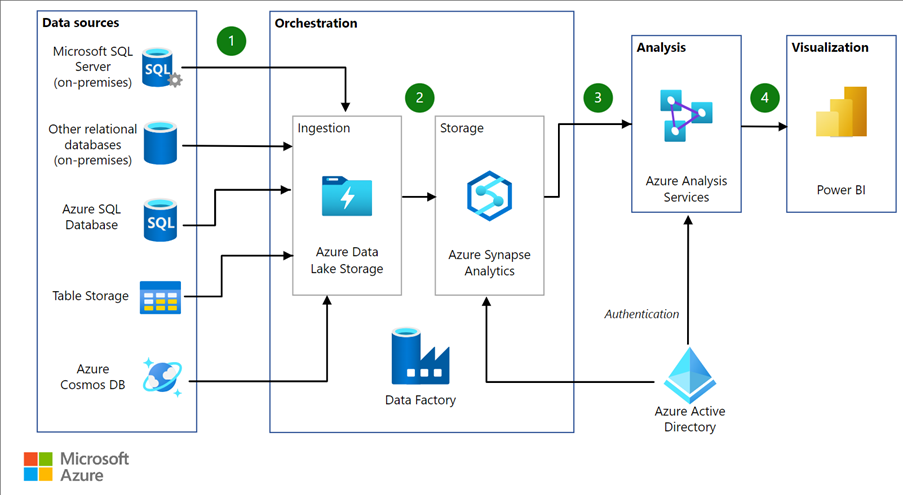 Data sources
Microsoft SQL
Server
(on-premises)
SQL
Other relational
databases
(on-premises)
Azure SQL
Database
SQL
Table Storage
Azure
Cosmos DB
1
Orchestration
Ingestion
Azure Data
Lake Storage
2
Storage
Azure Synapse
Analytics
Data Factory
3
Analysis
Azure Analysis
Services
4
Visualization
Power BI
Authentication
Azure Active
Directory
Microsoft
Azure